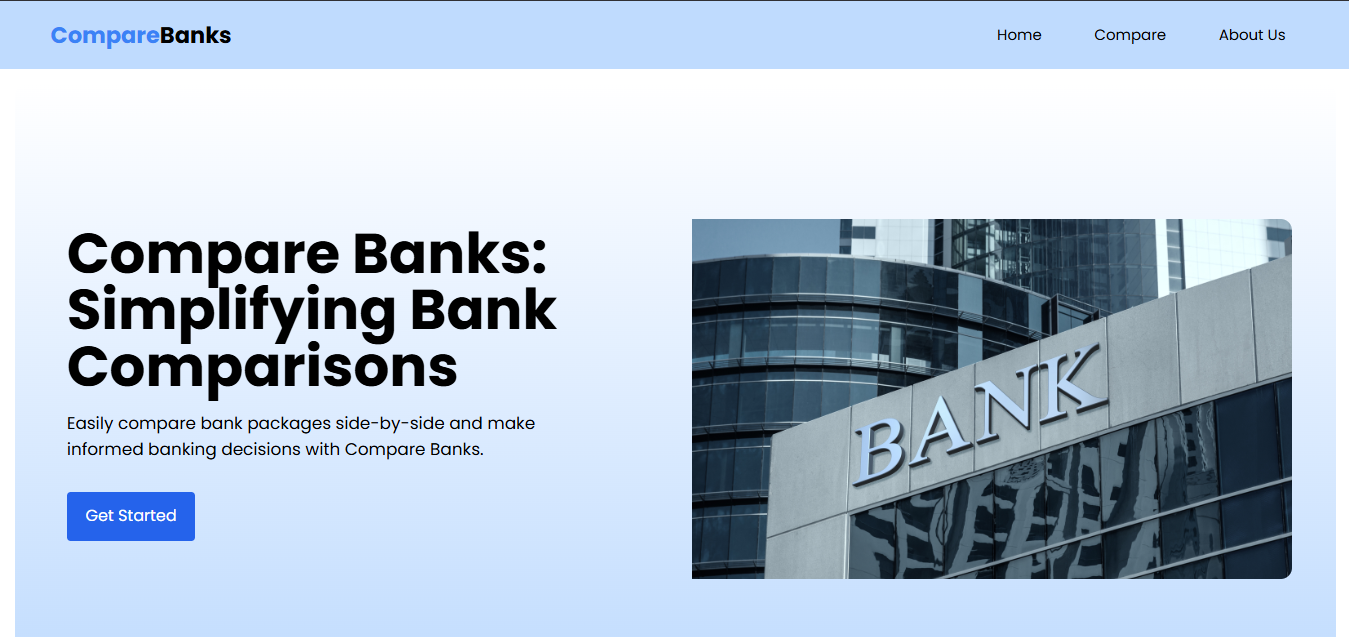 CompareBanks
Home
Compare
About Us
Compare Banks:
Simplifying Bank
Comparisons
Easily compare bank packages side-by-side and make
informed banking decisions with Compare Banks.
Get Started
BANK